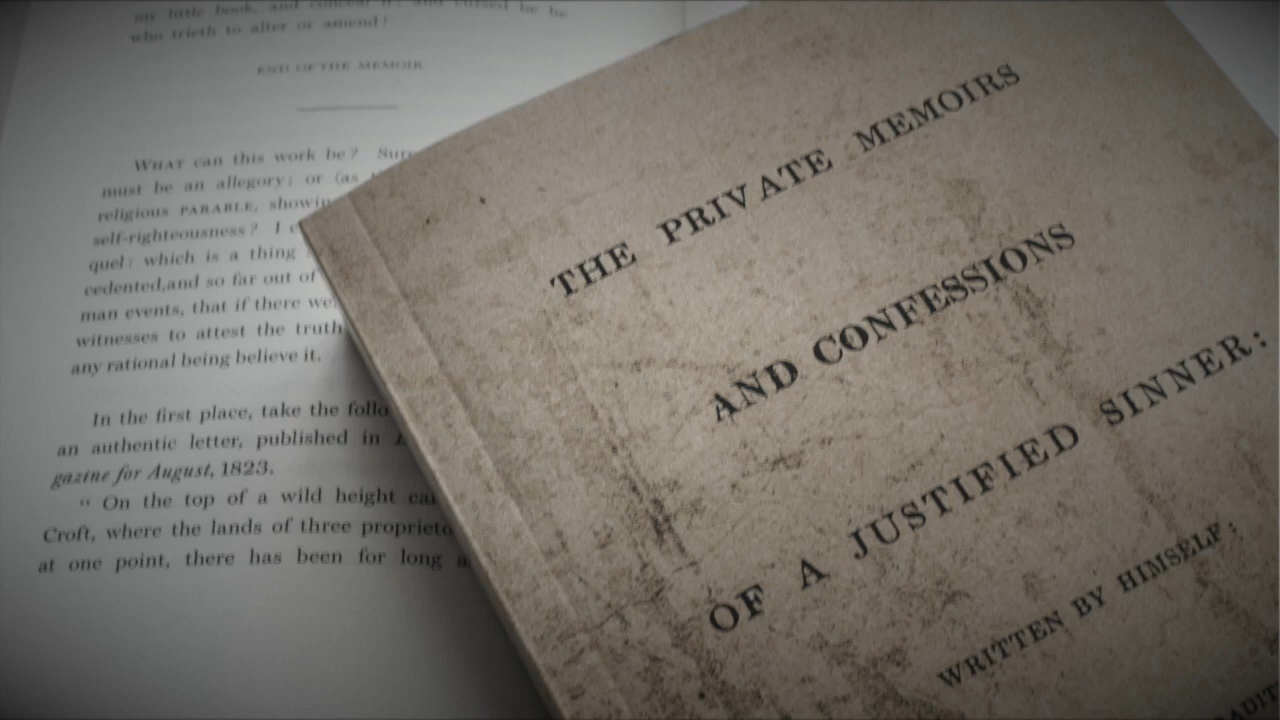 my little book, and conceal it; and cursed be he
who trieth to alter or amend!
END OF THE MEMOIR.
WHAT can this work be? Sure
must be an allegory; or (as
religious PARABLE, showin
self-righteousness? I c
quel: which is a thing
cedented,and so far out of
man events, that if there we
witnesses to attest the truth
any rational being believe it.
In the first place, take the follo
an authentic letter, published in
gazine for August, 1823.
“ On the top of a wild height ca
Croft, where the lands of three proprieto
at one point, there has been for long a
THE PRIVATE MEMOIRS
AND CONFESSIONS
OF A JUSTIFIED SINNER:
WRITTEN BY HIMSELF: